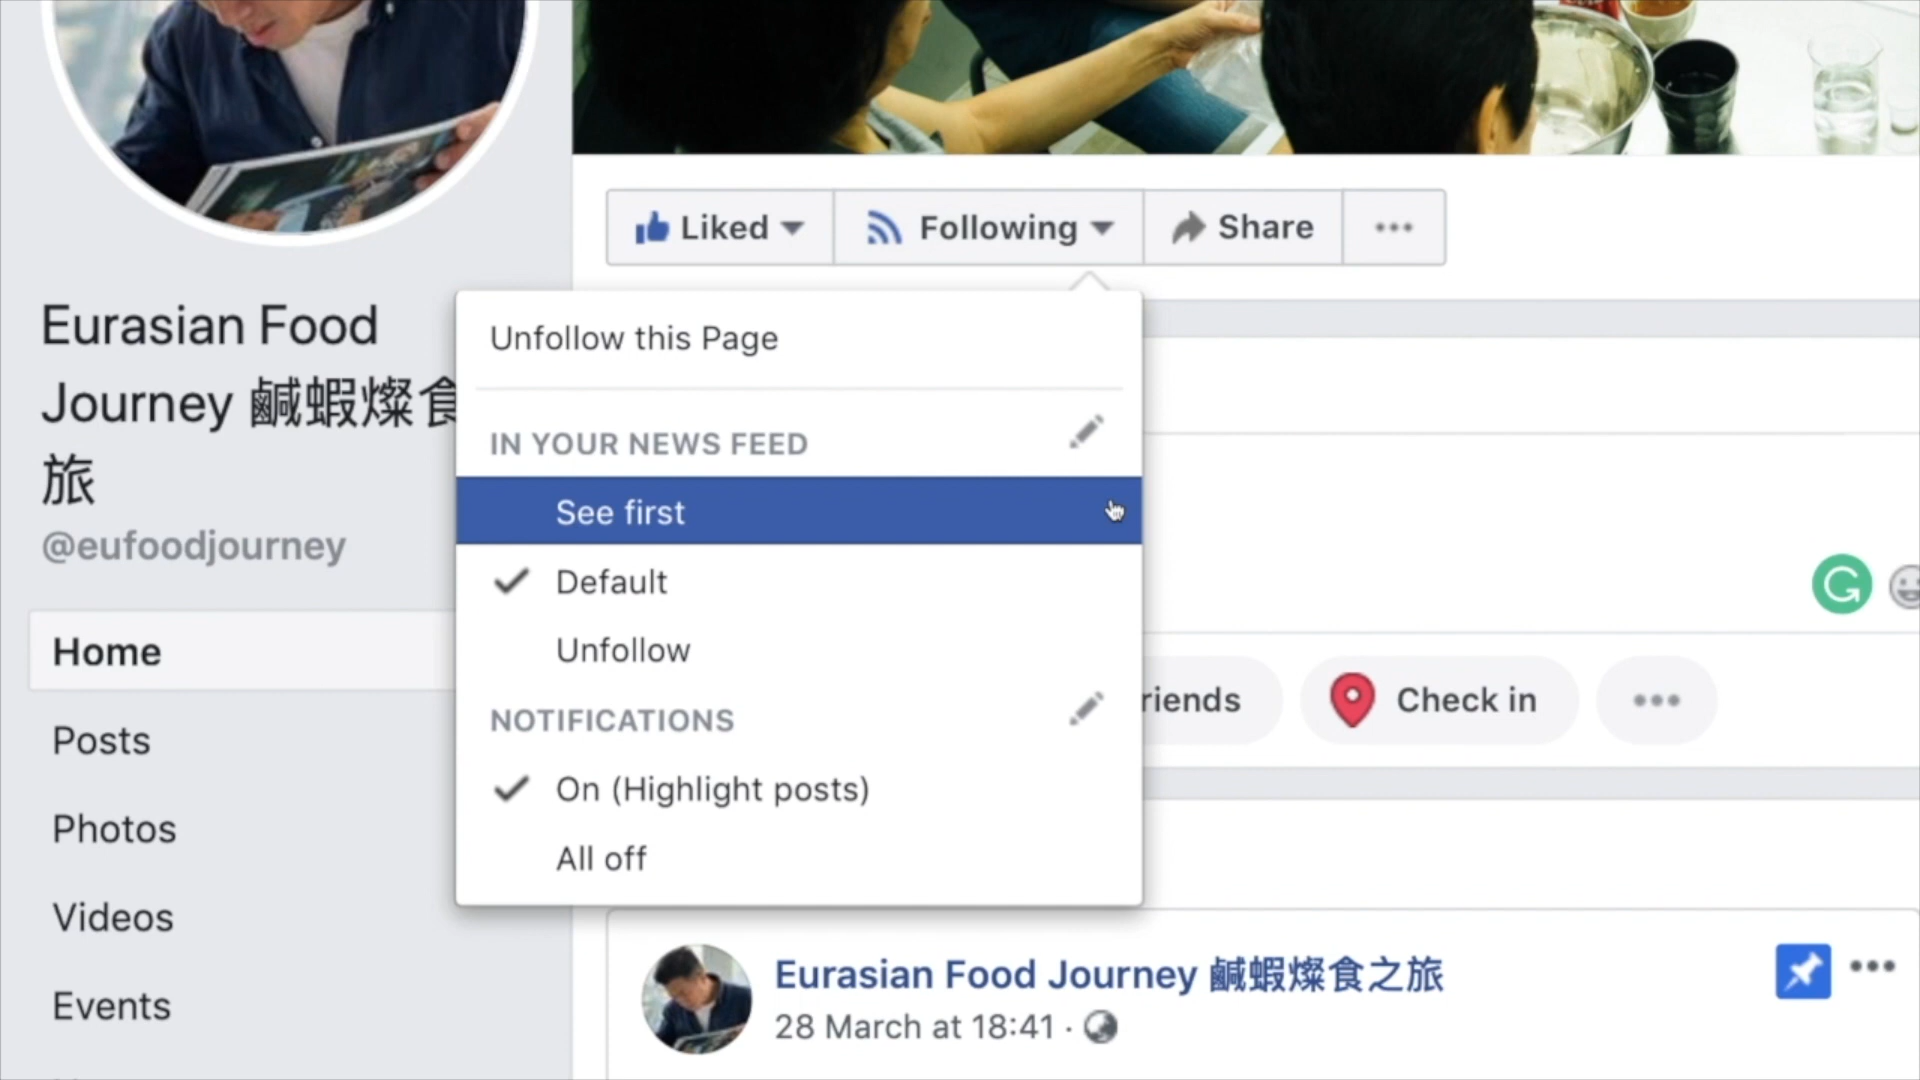 Liked
Following
Share
Eurasian Food
Journey 鹹蝦燦食
旅
@eufoodjourney
Home
Posts
Photos
Videos
Events
Unfollow this Page
IN YOUR NEWS FEED
See first
Default
Unfollow
NOTIFICATIONS
On (Highlight posts)
All off
riends
Check in
Eurasian Food Journey 鹹蝦燦食之旅
28 March at 18:41 ·